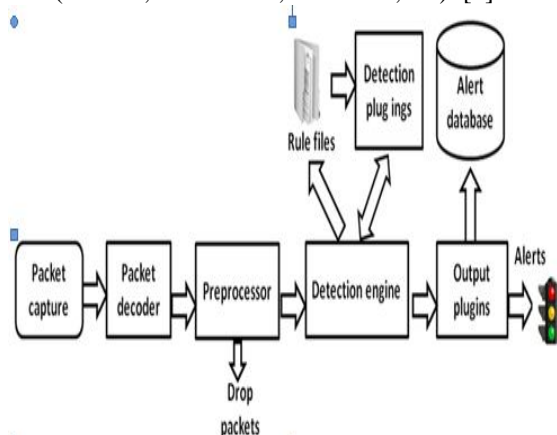 Detection
plug ings
Alert
database
Rule files
Packet
capture
Packet
decoder
Preprocessor
Detection engine
Output
plugins
Alerts
Drop
packets